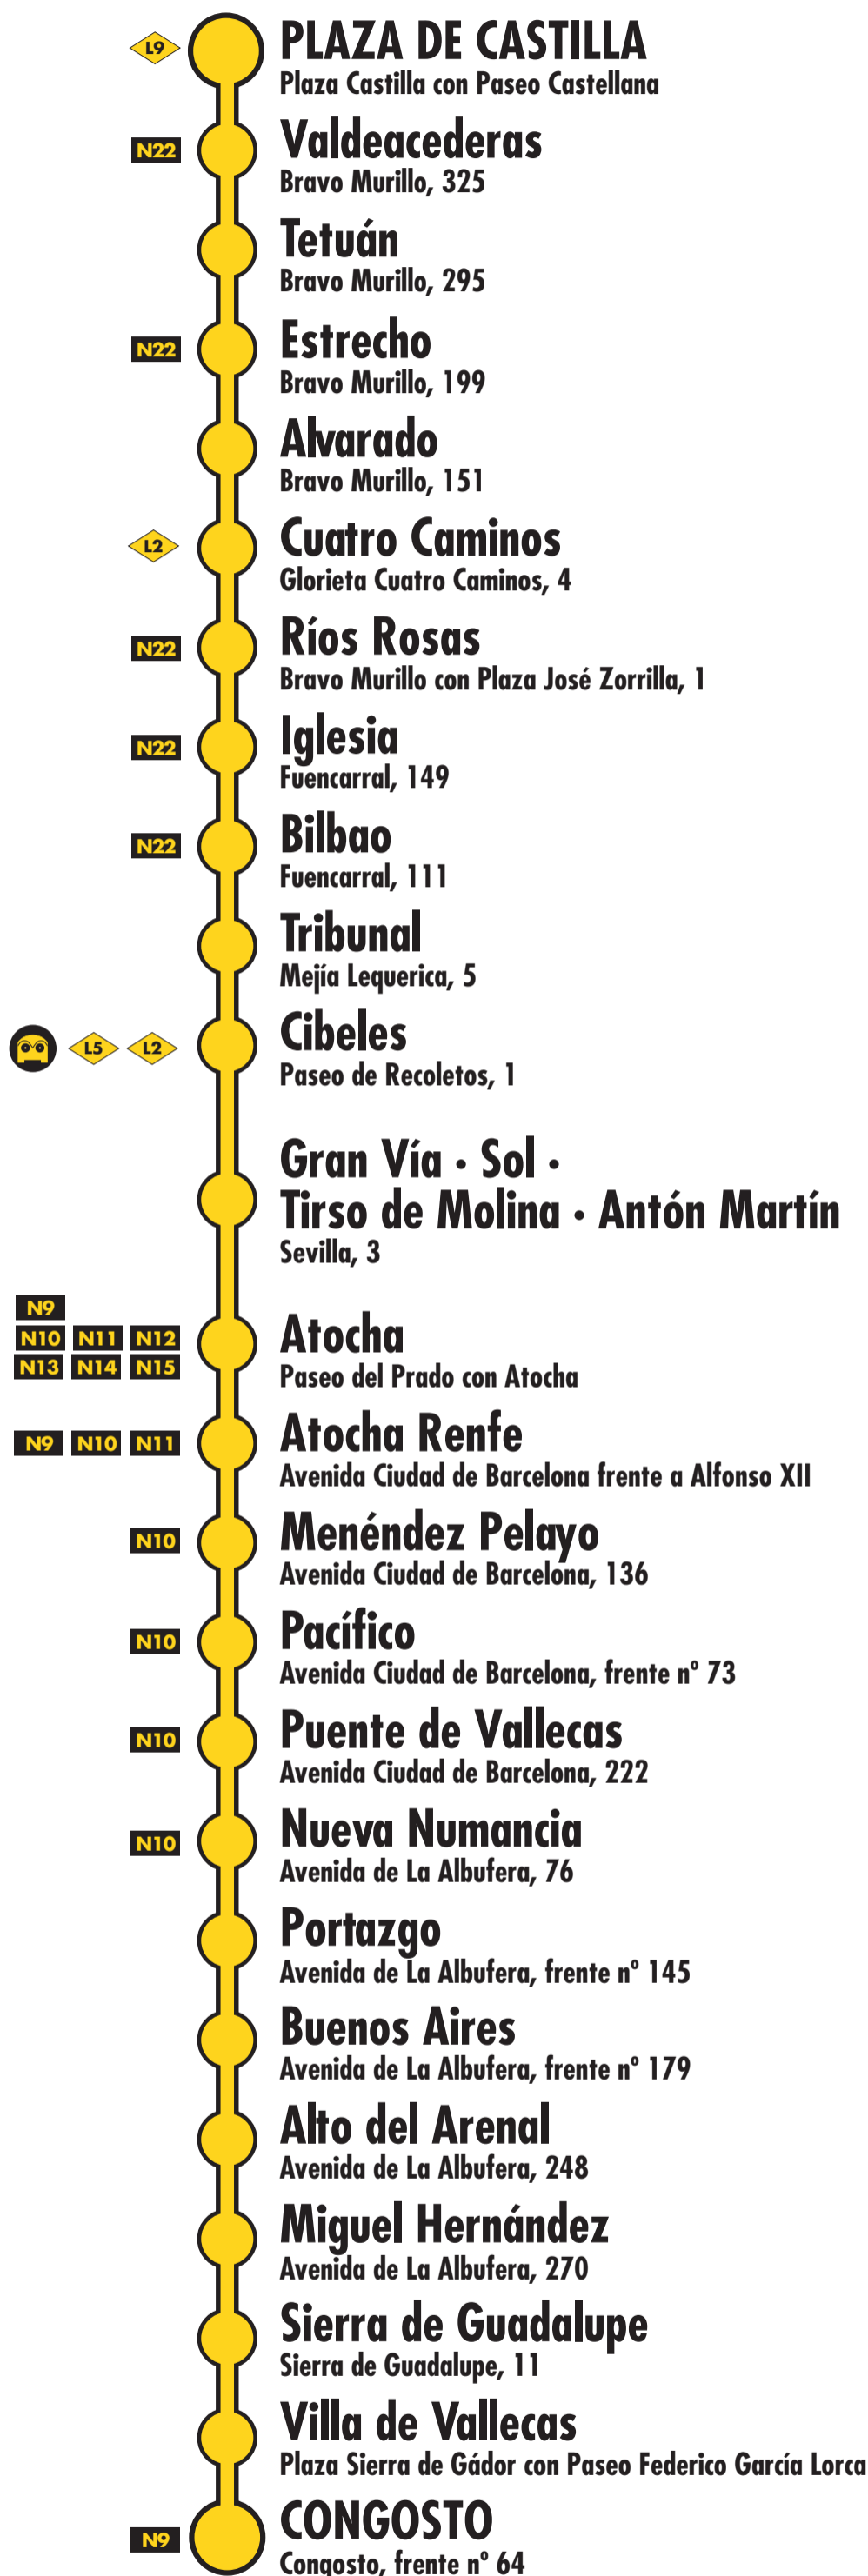 L9
PLAZA DE CASTILLA
Plaza Castilla con Paseo Castellana
N22
Valdeacederas
Bravo Murillo, 325
Tetuán
Bravo Murillo, 295
N22
Estrecho
Bravo Murillo, 199
Alvarado
Bravo Murillo, 151
L2
Cuatro Caminos
Glorieta Cuatro Caminos, 4
N22
Ríos Rosas
Bravo Murillo con Plaza José Zorrilla, 1
N22
Iglesia
Fuencarral, 149
N22
Bilbao
Fuencarral, 111
Tribunal
Mejía Lequerica, 5
L5 L2
Cibeles
Paseo de Recoletos, 1
Gran Vía · Sol ·
Tirso de Molina · Antón Martín
Sevilla, 3
N9
N10 N11 N12
N13 N14 N15
Atocha
Paseo del Prado con Atocha
N9 N10 N11
Atocha Renfe
Avenida Ciudad de Barcelona frente a Alfonso XII
N10
Menéndez Pelayo
Avenida Ciudad de Barcelona, 136
N10
Pacífico
Avenida Ciudad de Barcelona, frente nº 73
N10
Puente de Vallecas
Avenida Ciudad de Barcelona, 222
N10
Nueva Numancia
Avenida de La Albufera, 76
Portazgo
Avenida de La Albufera, frente nº 145
Buenos Aires
Avenida de La Albufera, frente nº 179
Alto del Arenal
Avenida de La Albufera, 248
Miguel Hernández
Avenida de La Albufera, 270
Sierra de Guadalupe
Sierra de Guadalupe, 11
Villa de Vallecas
Plaza Sierra de Gádor con Paseo Federico García Lorca
N9
CONGOSTO
Congosto, frente nº 64